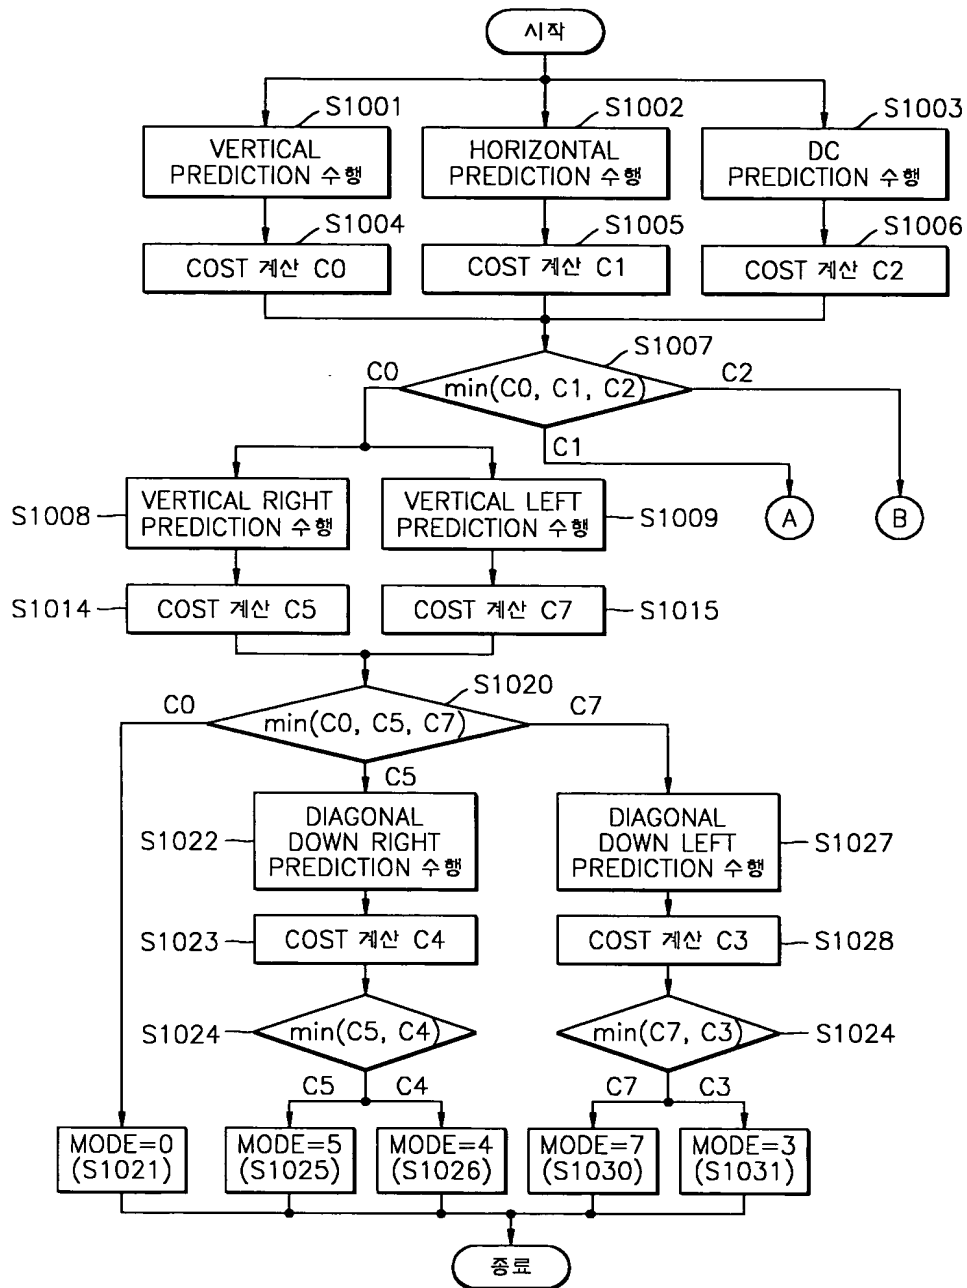 시작
S1001
S1002
S1003
VERTICAL
PREDICTION 수행
HORIZONTAL
PREDICTION 수행
DC
PREDICTION 수행
S1004
S1005
S1006
COST 계산 C0
COST 계산 C1
COST 계산 C2
S1007
C0
min(C0, C1, C2)
C2
C1
S1008
VERTICAL RIGHT
PREDICTION 수행
VERTICAL LEFT
PREDICTION 수행
S1009
A
B
S1014
COST 계산 C5
COST 계산 C7
S1015
S1020
C0
min(C0, C5, C7)
C7
C5
S1022
DIAGONAL
DOWN RIGHT
PREDICTION 수행
DIAGONAL
DOWN LEFT
PREDICTION 수행
S1027
S1023
COST 계산 C4
COST 계산 C3
S1028
S1024
min(C5, C4)
min(C7, C3)
S1024
C5
C4
C7
C3
MODE=0
(S1021)
MODE=5
(S1025)
MODE=4
(S1026)
MODE=7
(S1030)
MODE=3
(S1031)
종료